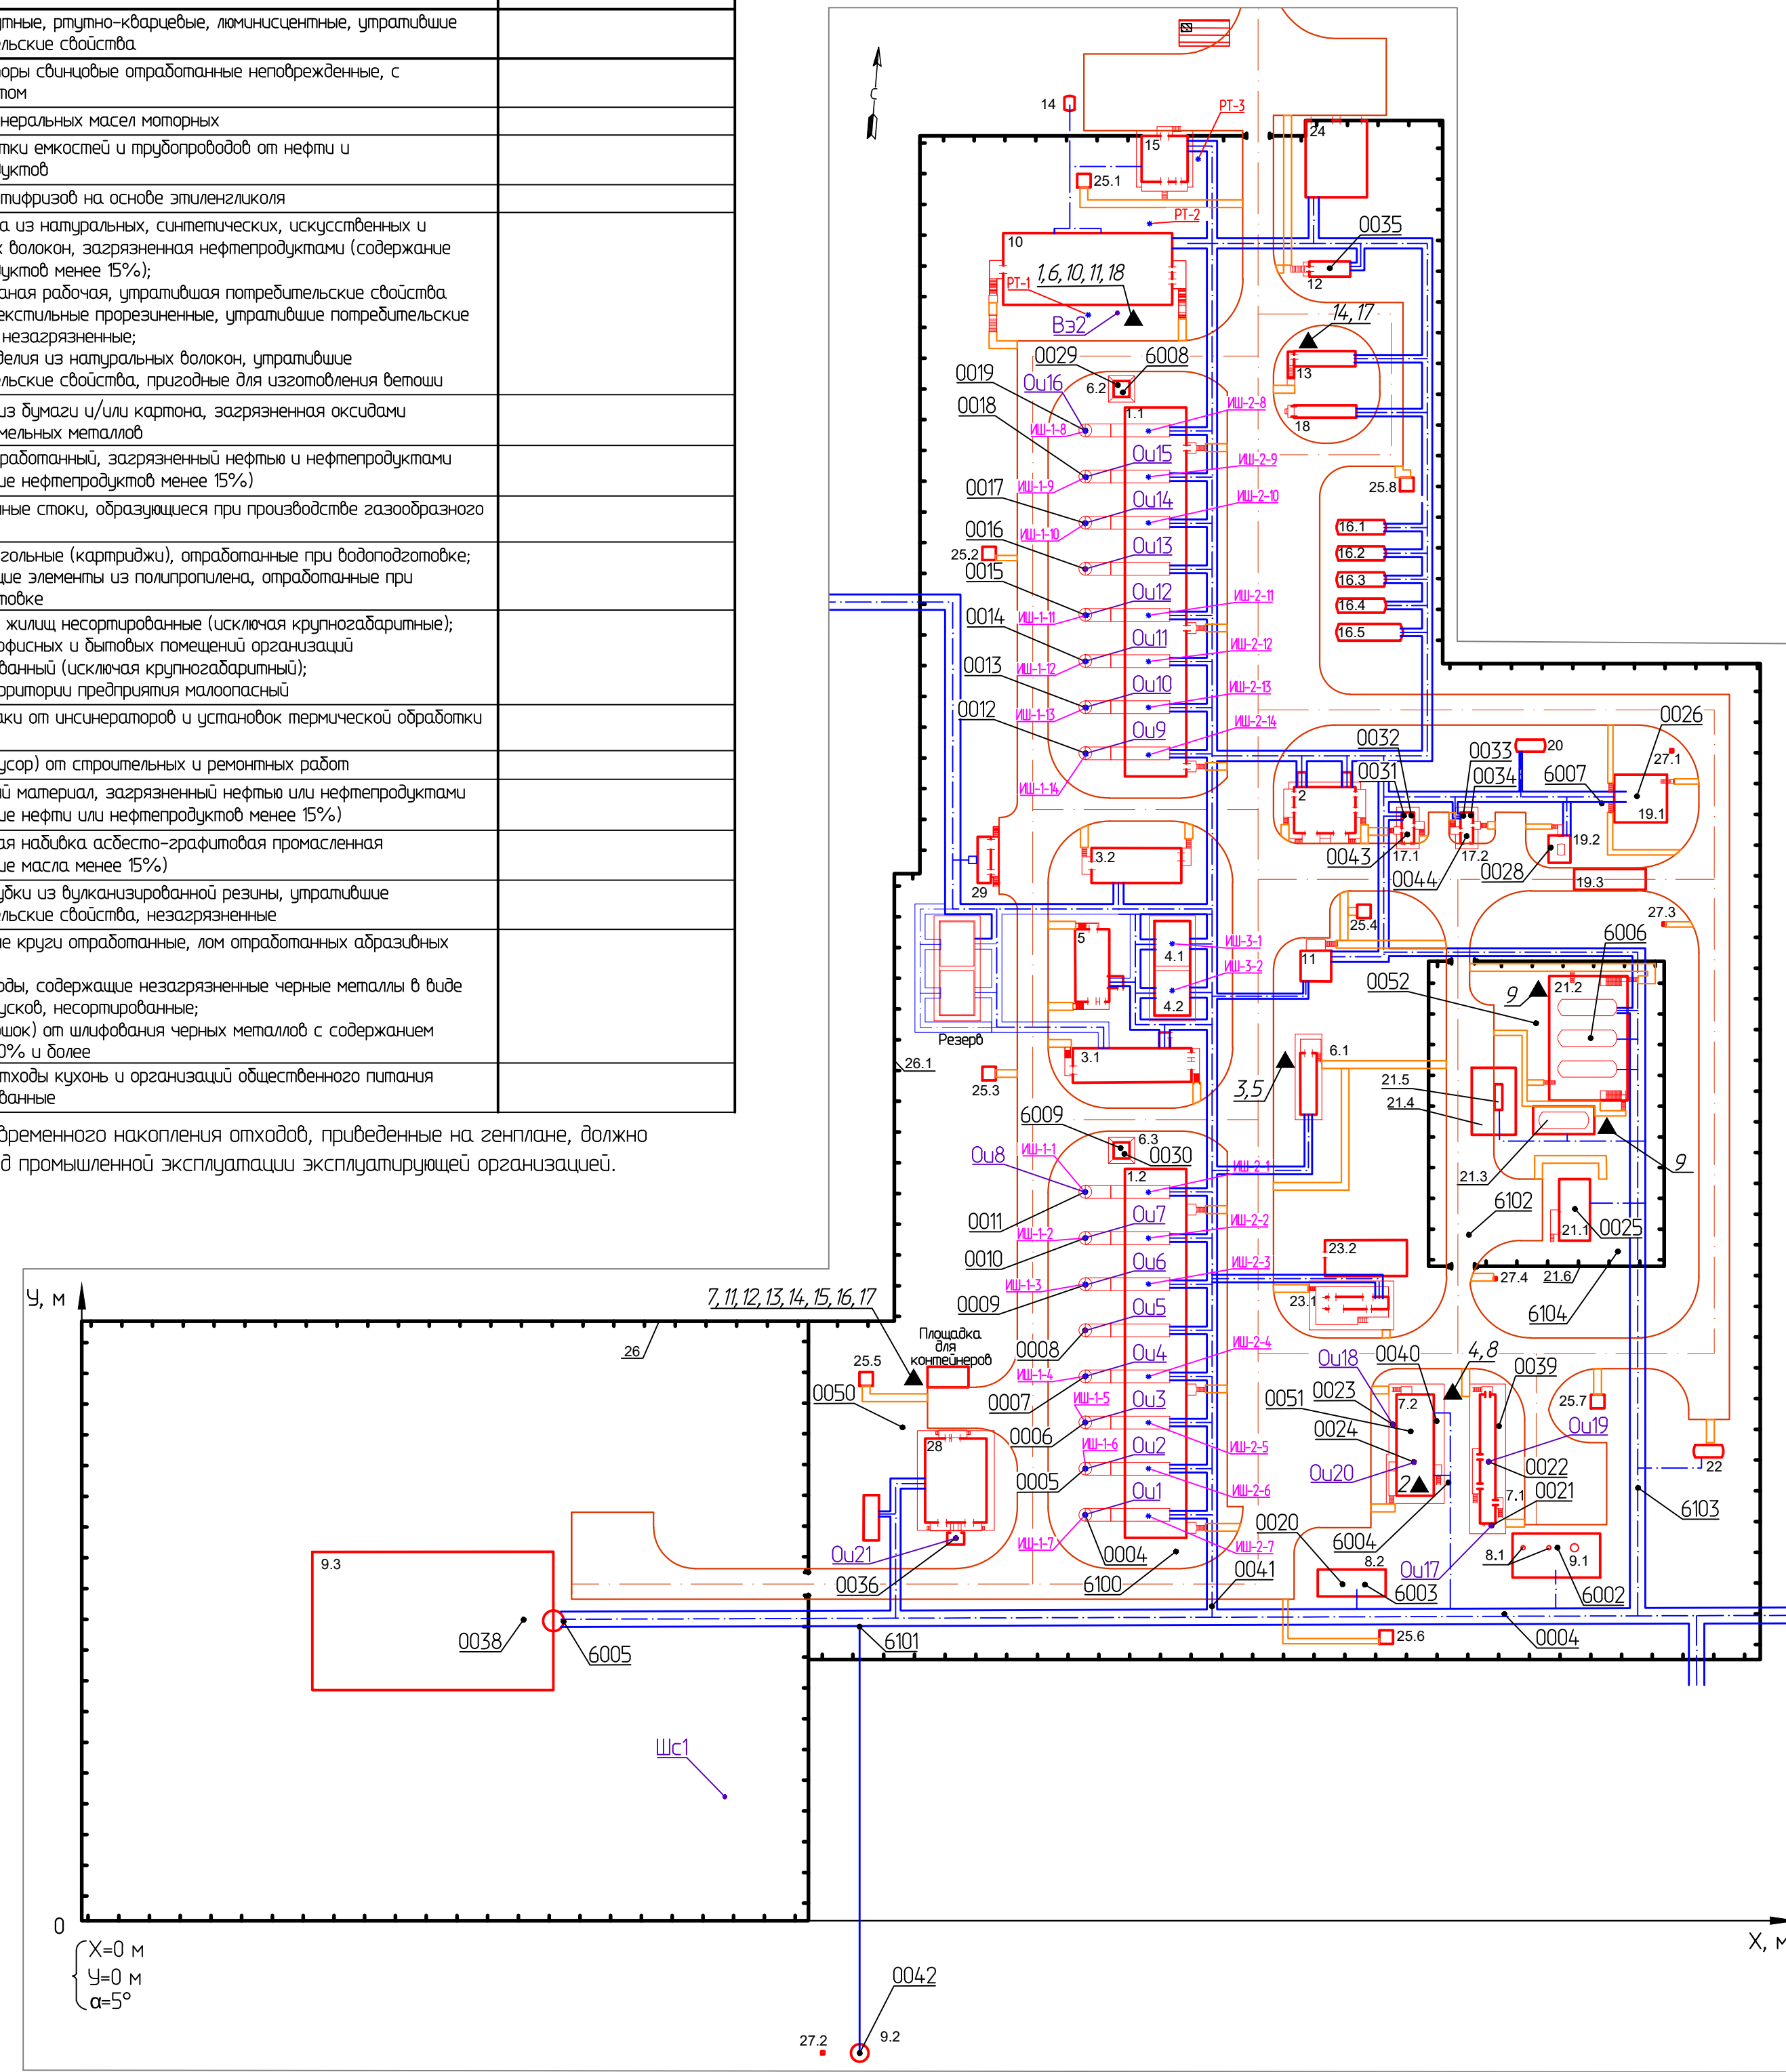 утные, ртутно-кварцевые, люминисцентные, утратившие
льские свойства
оры свинцовые отработанные неповрежденные, с
том
неральных масел моторных
тки емкостей и трубопроводов от нефти и
уктов
тифризов на основе этиленгликоля
а из натуральных, синтетических, искусственных и
х волокон, загрязненная нефтепродуктами (содержание
уктов менее 15%);
аная рабочая, утратившая потребительские свойства
екстильные прорезиненные, утратившие потребительские
незагрязненные;
делия из натуральных волокон, утратившие
ельские свойства, пригодные для изготовления ветоши
из бумаги и/или картона, загрязненная оксидами
мельных металлов
работанный, загрязненный нефтью и нефтепродуктами
ие нефтепродуктов менее 15%)
ные стоки, образующиеся при производстве газообразного
гольные (картриджи), отработанные при водоподготовке;
щие элементы из полипропилена, отработанные при
товке
жилищ несортированные (исключая крупногабаритные);
офисных и бытовых помещений организаций
ванный (исключая крупногабаритный);
рритории предприятия малоопасный
аки от инсинераторов и установок термической обработки
усор) от строительных и ремонтных работ
ий материал, загрязненный нефтью или нефтепродуктами
ие нефти или нефтепродуктов менее 15%)
ая набивка асбесто-графитовая промасленная
ие масла менее 15%)
убки из вулканизированной резины, утратившие
ельские свойства, незагрязненные
ые круги отработанные, лом отработанных абразивных
оды, содержащие незагрязненные черные металлы в виде
усков, несортированные;
ошок) от шлифования черных металлов с содержанием
0% и более
тходы кухонь и организаций общественного питания
ванные
временного накопления отходов, приведенные на генплане, должно
д промышленной эксплуатации эксплуатирующей организацией.
С
14
15
РТ-3
24
25.1
РТ-2
10
0035
12
РТ-1
1,6,10,11,18
Вз2
14,17
13
18
0029
6008
6.2
1.1
0019
Ои16
ИШ-1-8
ИШ-2-8
0018
Ои15
ИШ-1-9
ИШ-2-9
25.8
0017
Ои14
ИШ-1-10
ИШ-2-10
16.1
0016
Ои13
25.2
16.2
0015
Ои12
ИШ-1-11
ИШ-2-11
16.3
16.4
0014
Ои11
ИШ-1-12
ИШ-2-12
16.5
0013
Ои10
ИШ-1-13
ИШ-2-13
0012
Ои9
ИШ-1-14
ИШ-2-14
0032
0033
20
0026
27.1
0031
0034
6007
2
19.1
0043
17.1
17.2
19.2
0044
0028
19.3
3.2
29
25.4
27.3
5
4.1
ИШ-3-1
11
6006
ИШ-3-2
4.2
0052
9
21.2
Резерв
3.1
26.1
25.3
6.1
3,5
21.5
21.4
6009
6.3
0030
Ои8
ИШ-1-1
1.2
ИШ-2-1
21.3
9
0011
Ои7
ИШ-1-2
ИШ-2-2
6102
21.1
0025
0010
Ои6
ИШ-1-3
ИШ-2-3
23.2
27.4
21.6
0009
Ои5
23.1
6104
У, м
7,11,12,13,14,15,16,17
Площадка
для
контейнеров
26
25.5
0008
Ои4
ИШ-1-4
ИШ-2-4
Ои18
0040
4,8
0039
0050
0007
Ои3
ИШ-1-5
ИШ-2-5
0051
0023
7.2
25.7
0006
Ои2
ИШ-1-6
0024
Ои19
28
0005
Ои1
ИШ-2-6
Ои20
2
0022
22
7.1
0021
6103
0020
6004
8.1
9.1
Ои21
ИШ-1-7
0004
ИШ-2-7
8.2
Ои17
9.3
0036
6100
0041
6003
6002
0038
6005
6101
25.6
0004
Шс1
0
X, м
X=0 м
У=0 м
α=5°
0042
27.2
9.2